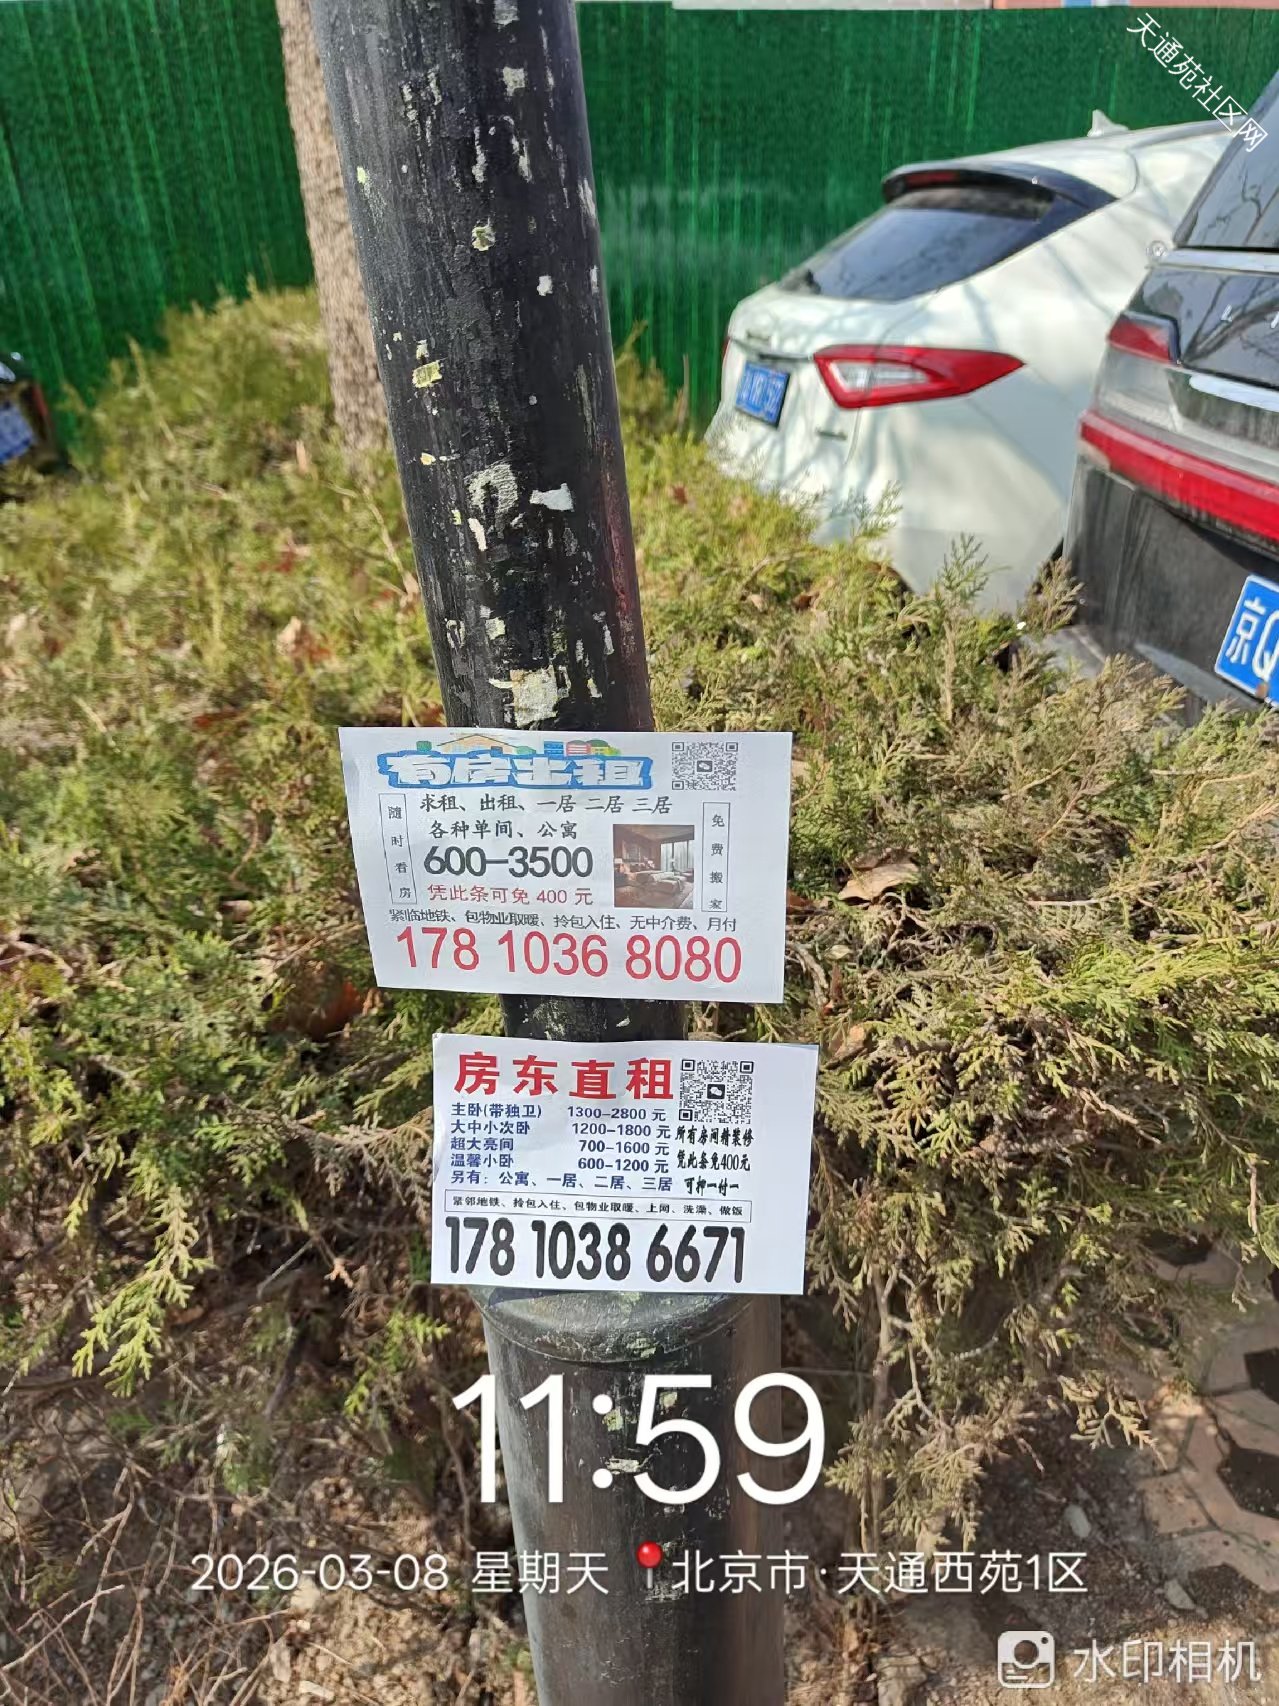 天通苑社区网
有房出租
求租、出租、一居 二居 三居
各种单间、公寓
600—3500
凭此条可免 400 元
随时看房
免费搬家
紧临地铁、包物业取暖、拎包入住、无中介费、月付
178 1036 8080
房东直租
主卧(带独卫) 1300-2800 元
大中小次卧 1200-1800 元
超大亮间 700-1600 元
温馨小卧 600-1200 元
另有：公寓、一居、二居、三居
所有房间精装修
凭此条免400元
可押一付一
紧邻地铁、拎包入住、包物业取暖、上网、洗澡、做饭
178 1038 6671
京Q
11:59
2026-03-08 星期天 北京市·天通西苑1区
水印相机